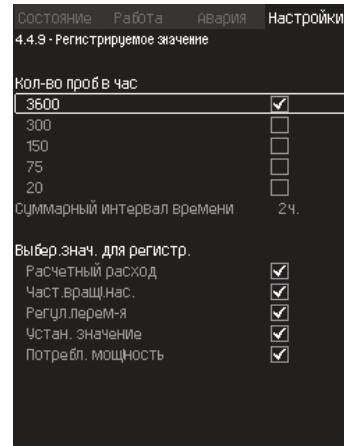 Состояние Работа Авария Настройки
4.4.9 - Регистрируемое значение
Кол-во проб в час
3600
300
150
75
20
Суммарный интервал времени 2ч.
Выбер.знач. для регистр.
Расчетный расход
Част.вращ.нас.
Регул.перем-я
Устан. значение
Потребл. мощность